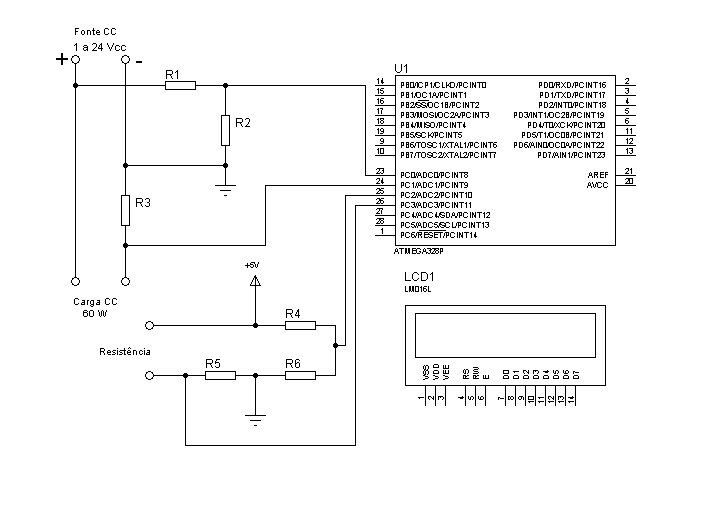 Fonte CC
1 a 24 Vcc
+ -
R1
R2
R3
Carga CC
60 W
+5V
R4
Resistência
R5
R6
U1
14 PB0/ICP1/CLKO/PCINT0
15 PB1/OC1A/PCINT1
16 PB2/SS/OC1B/PCINT2
17 PB3/MOSI/OC2A/PCINT3
18 PB4/MISO/PCINT4
19 PB5/SCK/PCINT5
9 PB6/TOSC1/XTAL1/PCINT6
10 PB7/TOSC2/XTAL2/PCINT7
23 PC0/ADC0/PCINT8
24 PC1/ADC1/PCINT9
25 PC2/ADC2/PCINT10
26 PC3/ADC3/PCINT11
27 PC4/ADC4/SDA/PCINT12
28 PC5/ADC5/SCL/PCINT13
1 PC6/RESET/PCINT14
PD0/RXD/PCINT16 2
PD1/TXD/PCINT17 3
PD2/INT0/PCINT18 4
PD3/INT1/OC2B/PCINT19 5
PD4/T0/XCK/PCINT20 6
PD5/T1/OC0B/PCINT21 11
PD6/AIN0/OC0A/PCINT22 12
PD7/AIN1/PCINT23 13
AREF 21
AVCC 20
ATMEGA328P
LCD1
LM016L
VSS VDD VEE RS RW E D0 D1 D2 D3 D4 D5 D6 D7
1 2 3 4 5 6 7 8 9 10 11 12 13 14